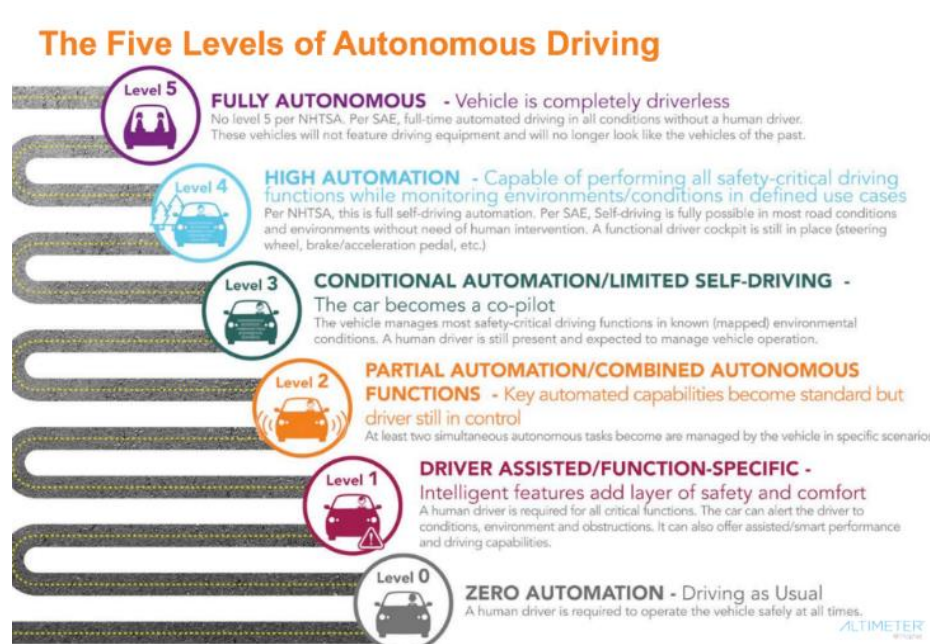 The Five Levels of Autonomous Driving
Level 5
FULLY AUTONOMOUS - Vehicle is completely driverless
No level 5 per NHTSA. Per SAE, full-time automated driving in all conditions without a human driver.
These vehicles will not feature driving equipment and will no longer look like the vehicles of the past.
Level 4
HIGH AUTOMATION - Capable of performing all safety-critical driving
functions while monitoring environments/conditions in defined use cases
Per NHTSA, this is full self-driving automation. Per SAE, Self-driving is fully possible in most road conditions
and environments without need of human intervention. A functional driver cockpit is still in place (steering
wheel, brake/acceleration pedal, etc.)
Level 3
CONDITIONAL AUTOMATION/LIMITED SELF-DRIVING -
The car becomes a co-pilot
The vehicle manages most safety-critical driving functions in known (mapped) environmental
conditions. A human driver is still present and expected to manage vehicle operation.
Level 2
PARTIAL AUTOMATION/COMBINED AUTONOMOUS
FUNCTIONS - Key automated capabilities become standard but
driver still in control
At least two simultaneous autonomous tasks become are managed by the vehicle in specific scenario
Level 1
DRIVER ASSISTED/FUNCTION-SPECIFIC -
Intelligent features add layer of safety and comfort
A human driver is required for all critical functions. The car can alert the driver to
conditions, environment and obstructions. It can also offer assisted/smart performance
and driving capabilities.
Level 0
ZERO AUTOMATION - Driving as Usual
A human driver is required to operate the vehicle safely at all times.
ALTIMETER